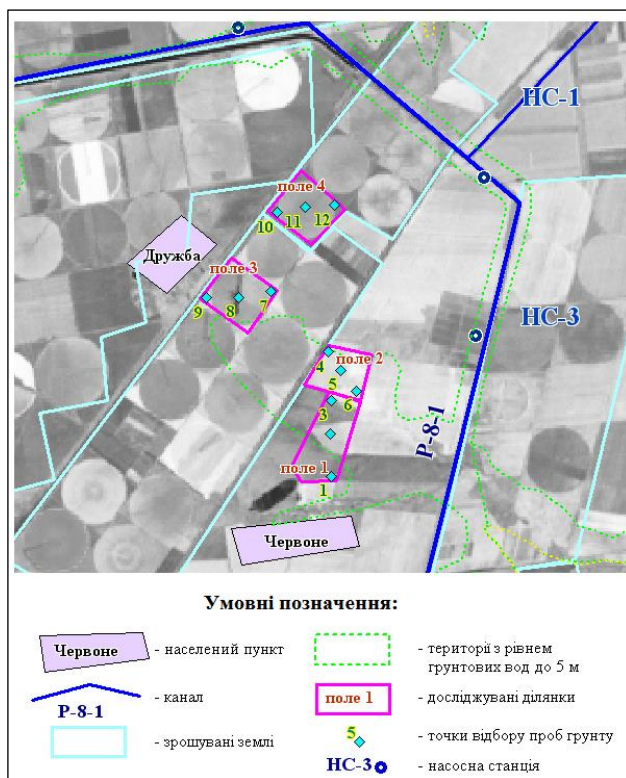 НС-1
поле 4
10 11 12
Дружба
поле 3
9 8 7
НС-3
4 поле 2
5
3 6
Р-8-1
поле 1
1
Червоне
Умовні позначення:
Червоне - населений пункт
Р-8-1 - канал
- зрошувані землі
- території з рівнем
грунтових вод до 5 м
поле 1 - досліджувані ділянки
5 - точки відбору проб грунту
НС-3 - насосна станція